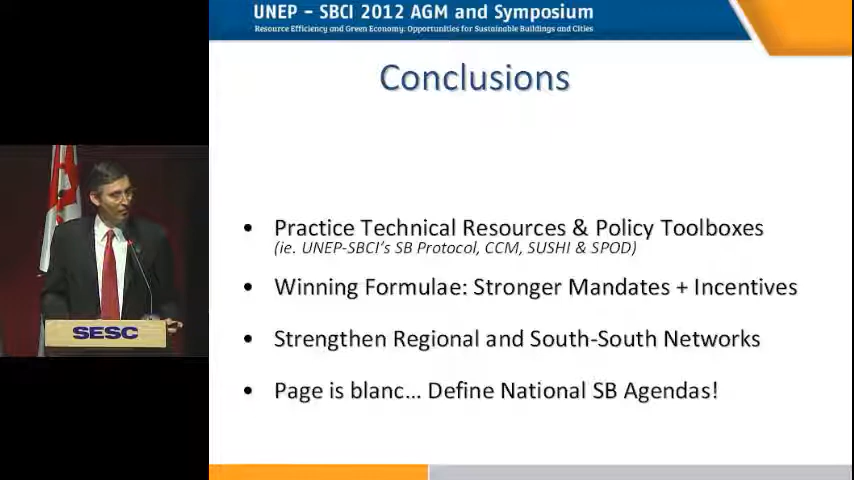 UNEP – SBCI 2012 AGM and Symposium
Resource Efficiency and Green Economy: Opportunities for Sustainable Buildings and Cities
Conclusions
• Practice Technical Resources & Policy Toolboxes
(ie. UNEP-SBCI's SB Protocol, CCM, SUSHI & SPOD)
• Winning Formulae: Stronger Mandates + Incentives
• Strengthen Regional and South-South Networks
• Page is blanc... Define National SB Agendas!
SESC